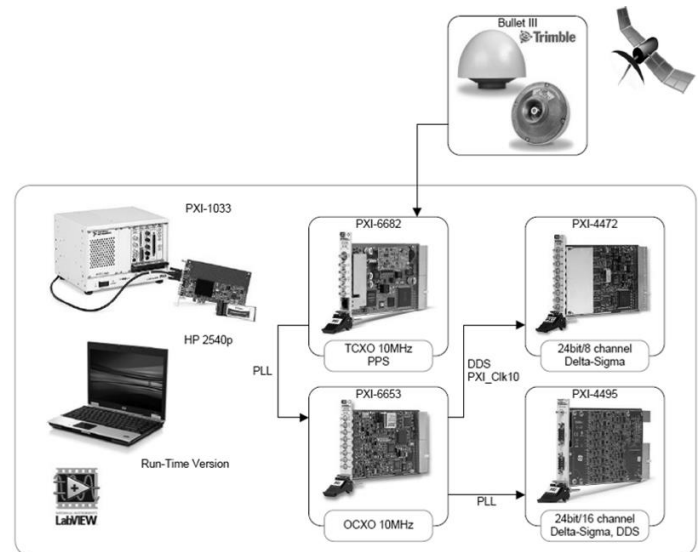 Bullet III
Trimble
PXI-1033
PXI-6682
PXI-4472
HP 2540p
TCXO 10MHz
PPS
24bit/8 channel
Delta-Sigma
PLL
DDS
PXI_Clk10
PXI-6653
PXI-4495
Run-Time Version
PLL
LabVIEW
OCXO 10MHz
24bit/16 channel
Delta-Sigma, DDS